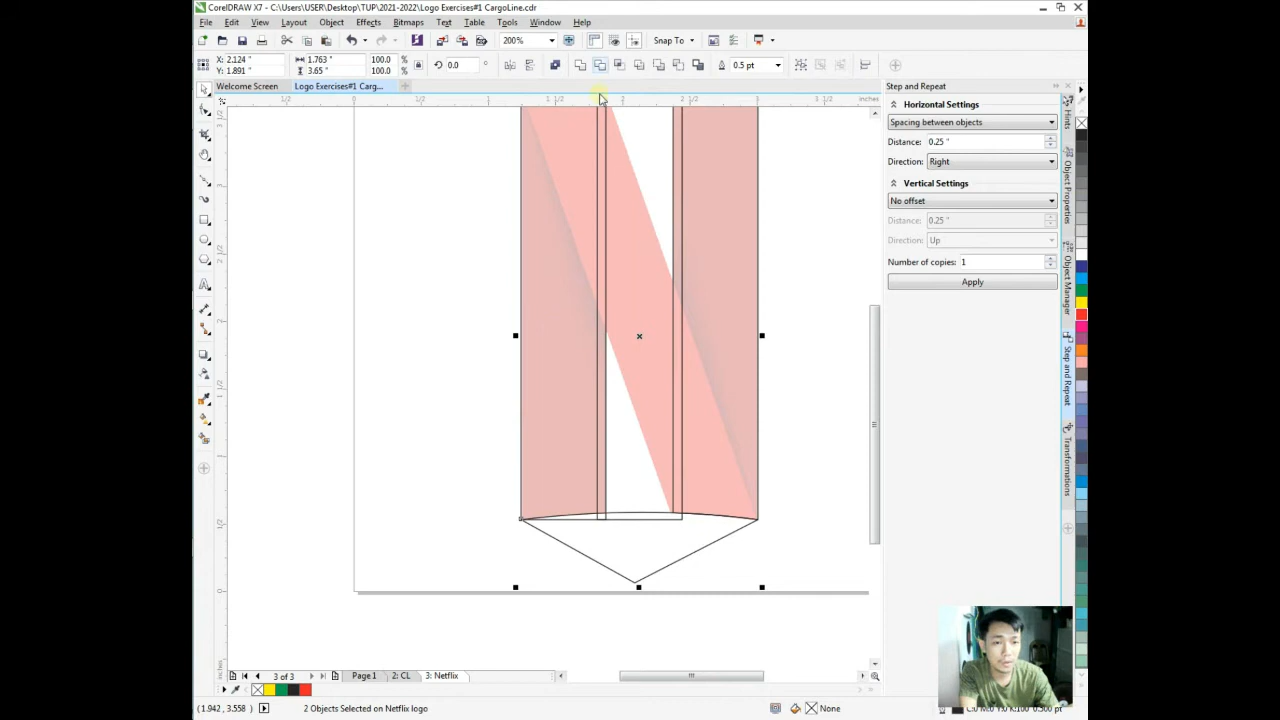 CorelDRAW X7 - C:\Users\USER\Desktop\TUP\2021-2022\Logo Exercises#1 CargoLine.cdr
File Edit View Layout Object Effects Bitmaps Text Table Tools Window Help
200% Snap To
X: 2.124 " 1.763 " 100.0 %
Y: 1.891 " 3.65 " 100.0 % 0.0 ° 0.5 pt
Welcome Screen Logo Exercises#1 Carg...
Step and Repeat
inches
Horizontal Settings
Spacing between objects
Distance: 0.25 "
Direction: Right
Vertical Settings
No offset
Distance: 0.25 "
Direction: Up
Number of copies: 1
Apply
Hints
Object Properties
Object Manager
Step and Repeat
Transformations
3 of 3 Page 1 2: CL 3: Netflix
(1.942, 3.558 ) 2 Objects Selected on Netflix logo None